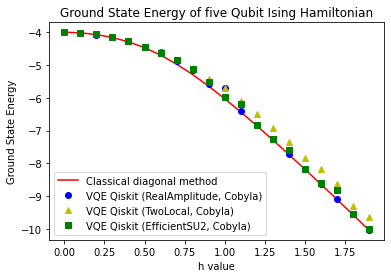 Ground State Energy of five Qubit Ising Hamiltonian
Ground State Energy
-4
-5
-6
-7
-8
-9
-10
Classical diagonal method
VQE Qiskit (RealAmplitude, Cobyla)
VQE Qiskit (TwoLocal, Cobyla)
VQE Qiskit (EfficientSU2, Cobyla)
0.00 0.25 0.50 0.75 1.00 1.25 1.50 1.75
h value